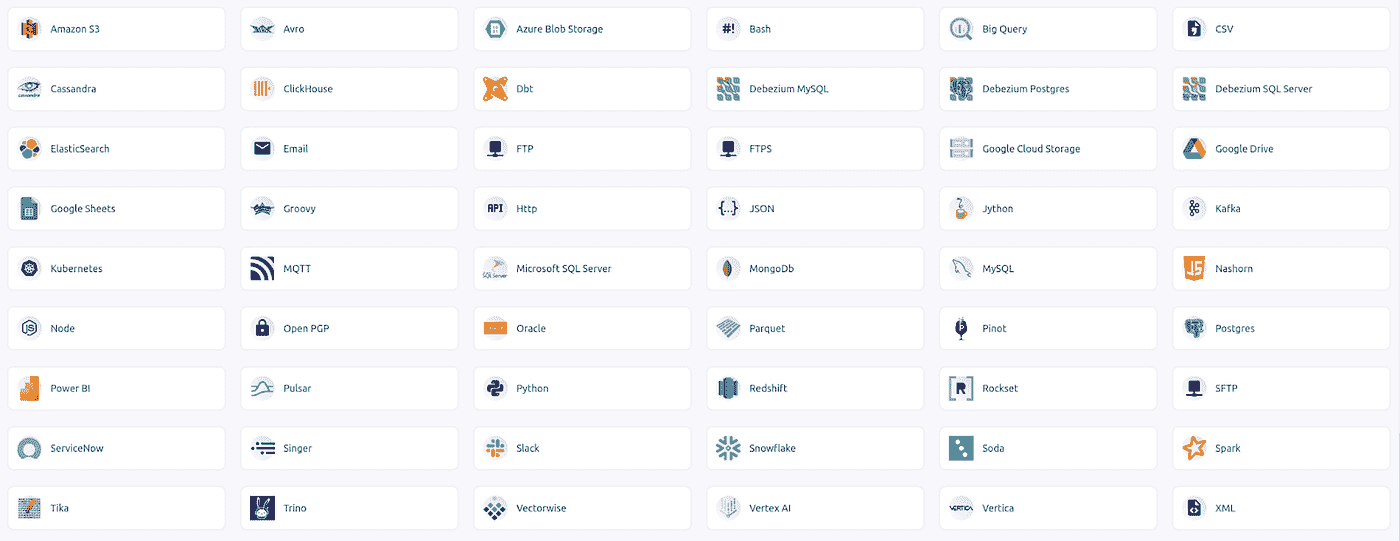 Amazon S3 Avro Azure Blob Storage #! Bash Big Query CSV
cassandra Cassandra ClickHouse Dbt Debezium MySQL Debezium Postgres Debezium SQL Server
ElasticSearch Email FTP FTPS Google Cloud Storage Google Drive
Google Sheets Groovy API Http {..} JSON Jython Kafka
Kubernetes MQTT SQL Server Microsoft SQL Server MongoDb MySQL JS Nashorn
JS Node Open PGP Oracle Parquet P Pinot Postgres
Power BI Pulsar Python Redshift R Rockset SFTP
ServiceNow Singer Slack Snowflake Soda Spark
Tika Trino Vectorwise Vertex AI VERTICA Vertica XML